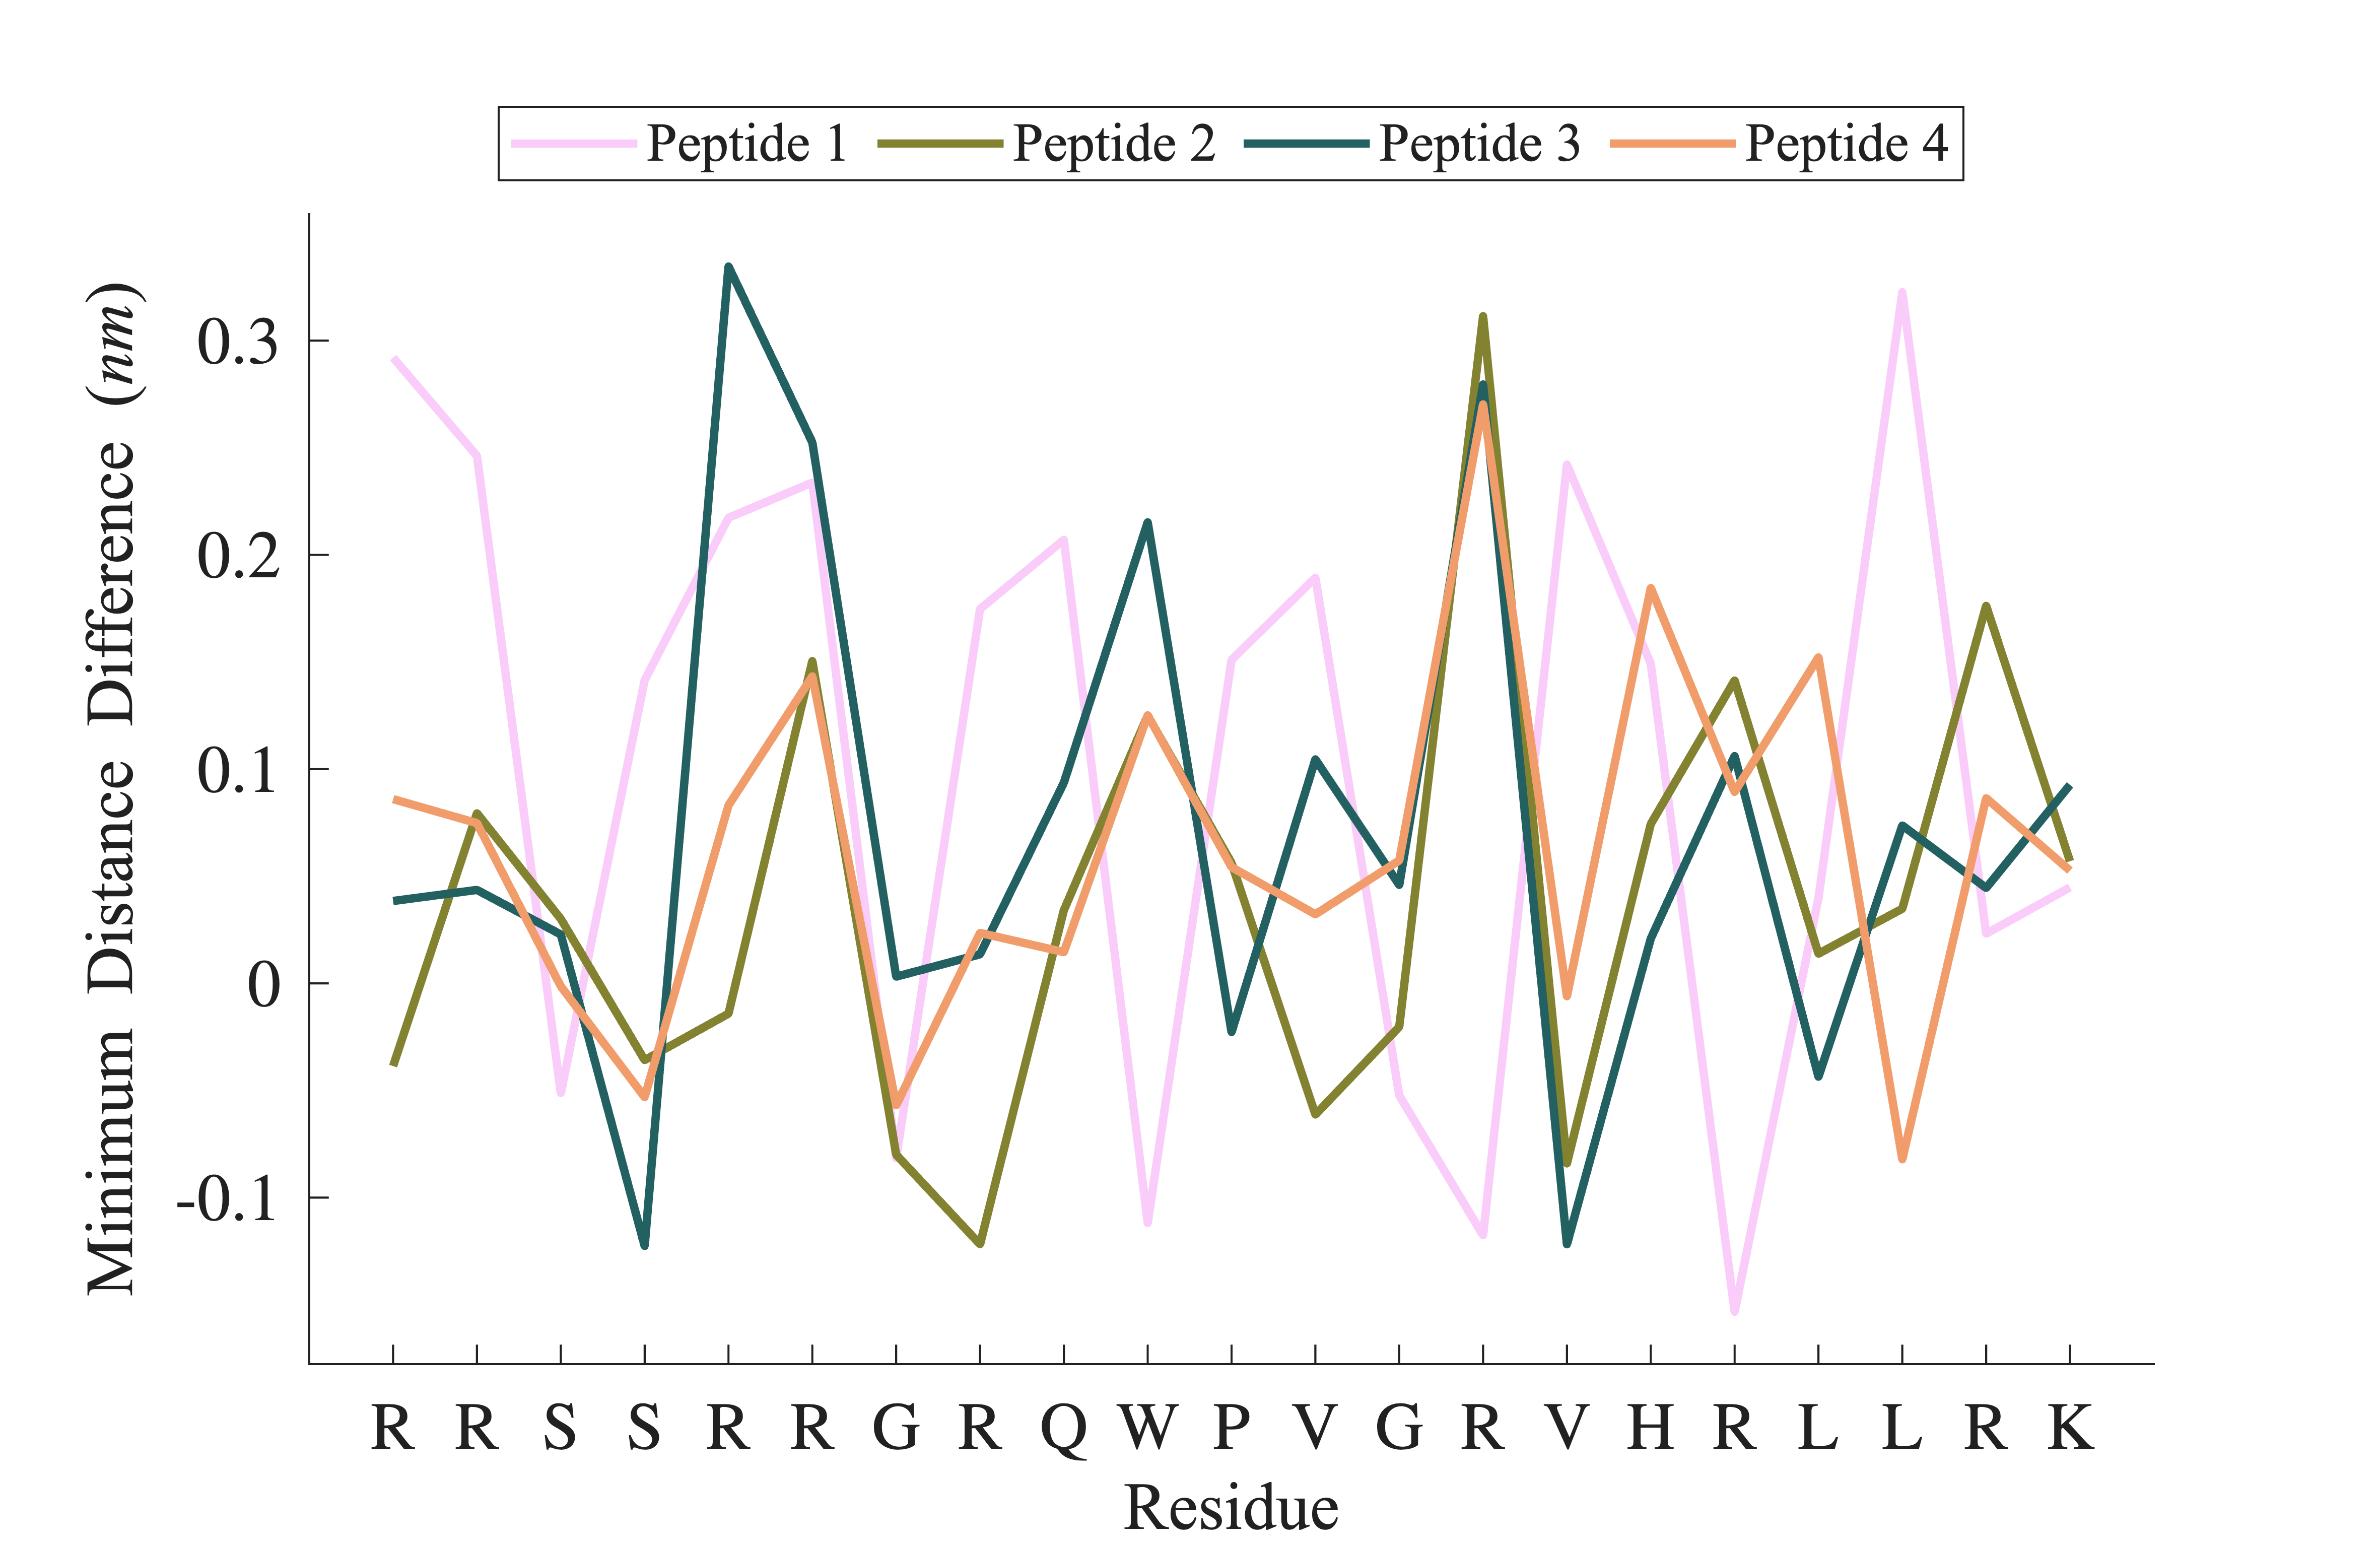 Peptide 1 Peptide 2 Peptide 3 Peptide 4
Minimum Distance Difference (nm)
0.3
0.2
0.1
0
-0.1
R R S S R R G R Q W P V G R V H R L L R K
Residue